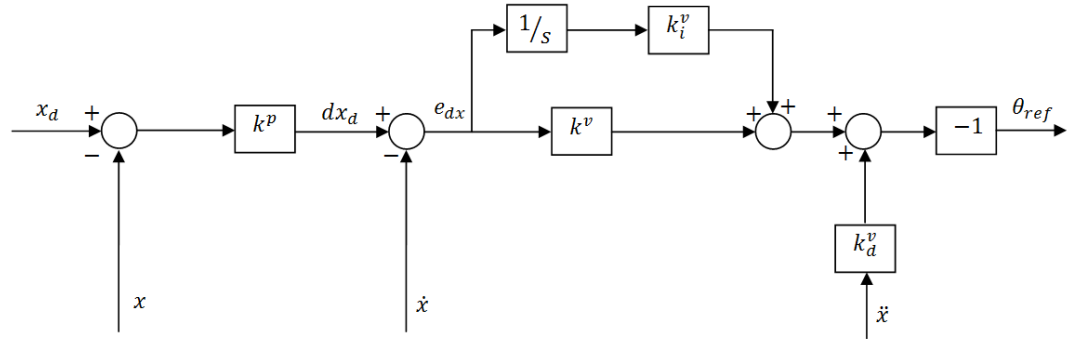 1/s
k_i^v
x_d + − k^p dx_d + − e_dx k^v + + + + −1 θ_ref
k_d^v
x
ẋ
ẍ